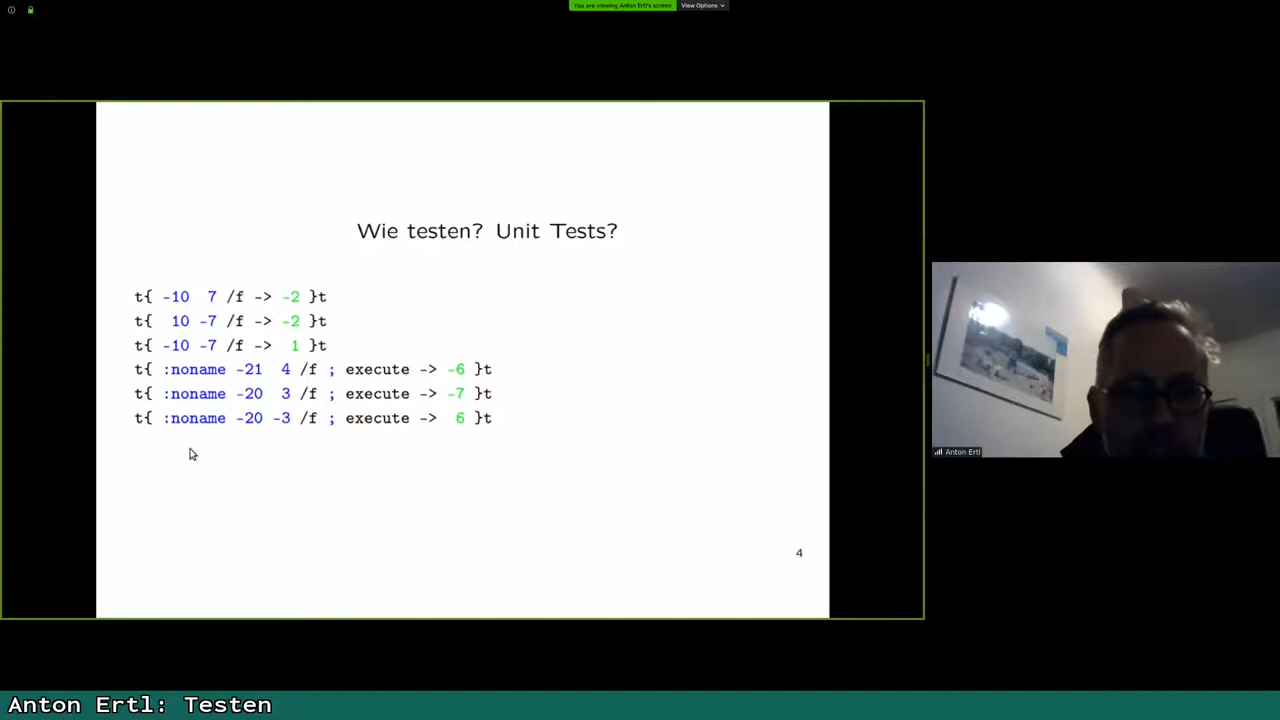 You are viewing Anton Ertl's screen
View Options
Wie testen? Unit Tests?
t{ -10 7 /f -> -2 }t
t{ 10 -7 /f -> -2 }t
t{ -10 -7 /f -> 1 }t
t{ :noname -21 4 /f ; execute -> -6 }t
t{ :noname -20 3 /f ; execute -> -7 }t
t{ :noname -20 -3 /f ; execute -> 6 }t
4
Anton Ertl
Anton Ertl: Testen